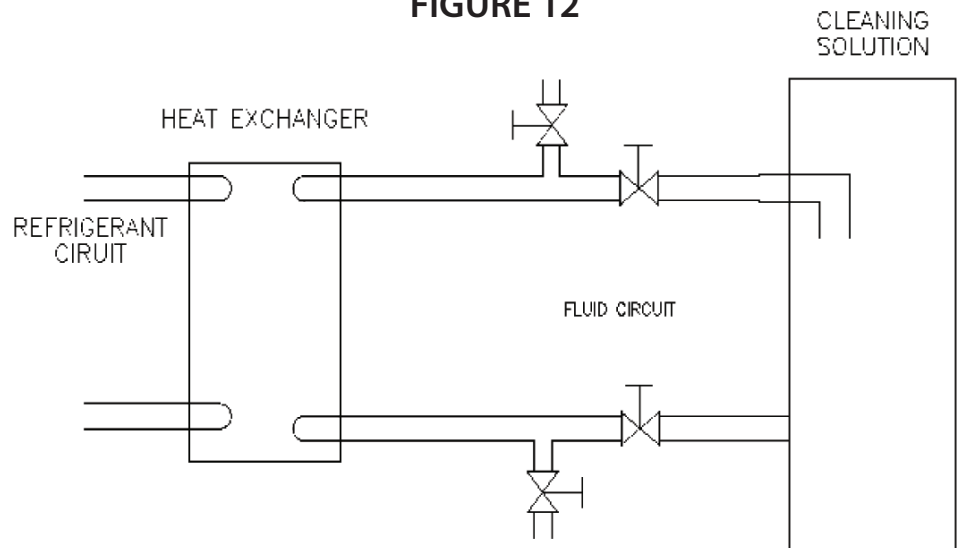 FIGURE 12
CLEANING
SOLUTION
HEAT EXCHANGER
REFRIGERANT
CIRUIT
FLUID CIRCUIT